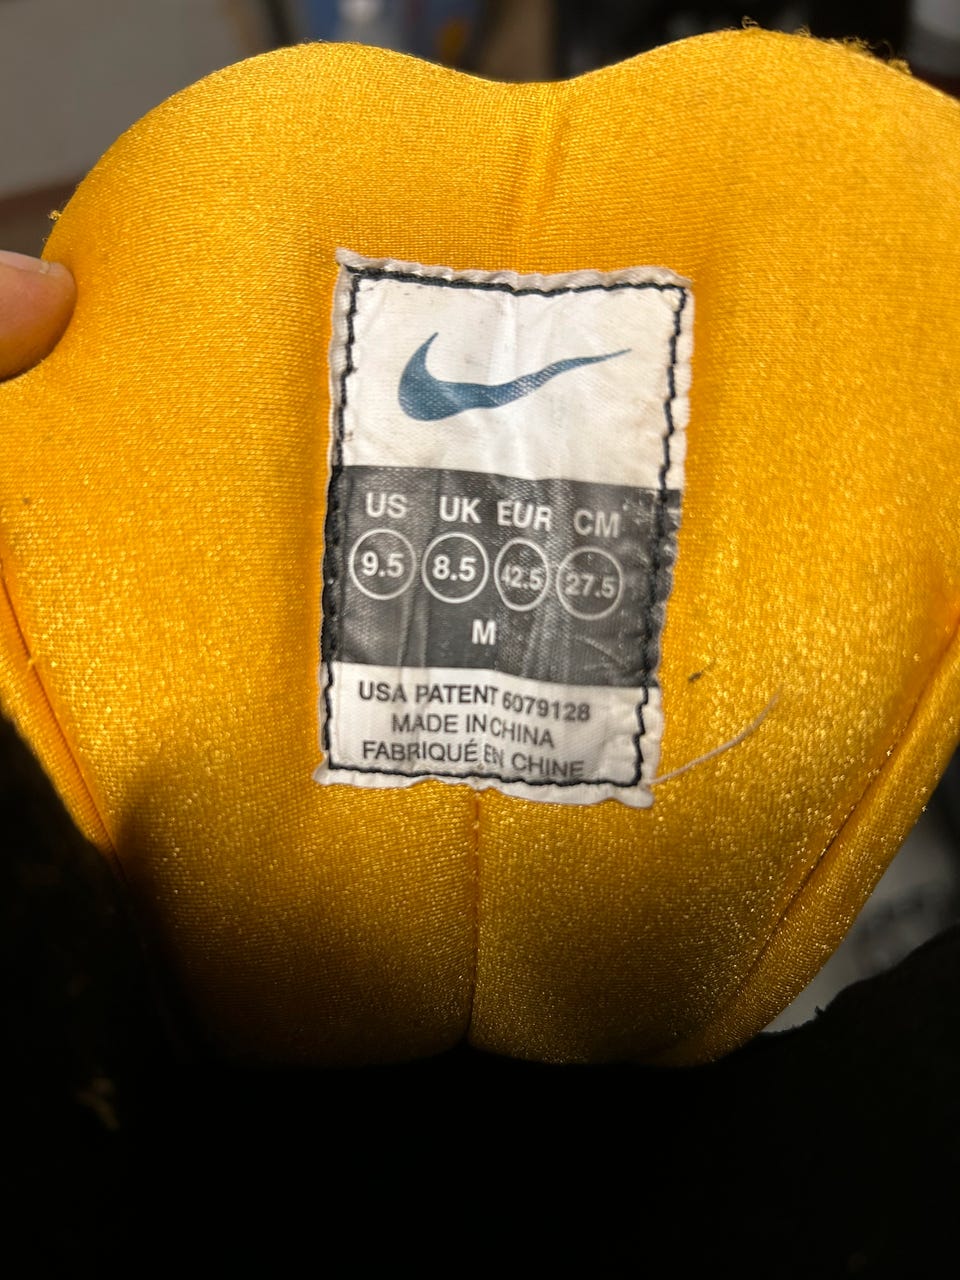 US UK EUR CM
9.5 8.5 42.5 27.5
M
USA PATENT 6079128
MADE IN CHINA
FABRIQUÉ EN CHINE